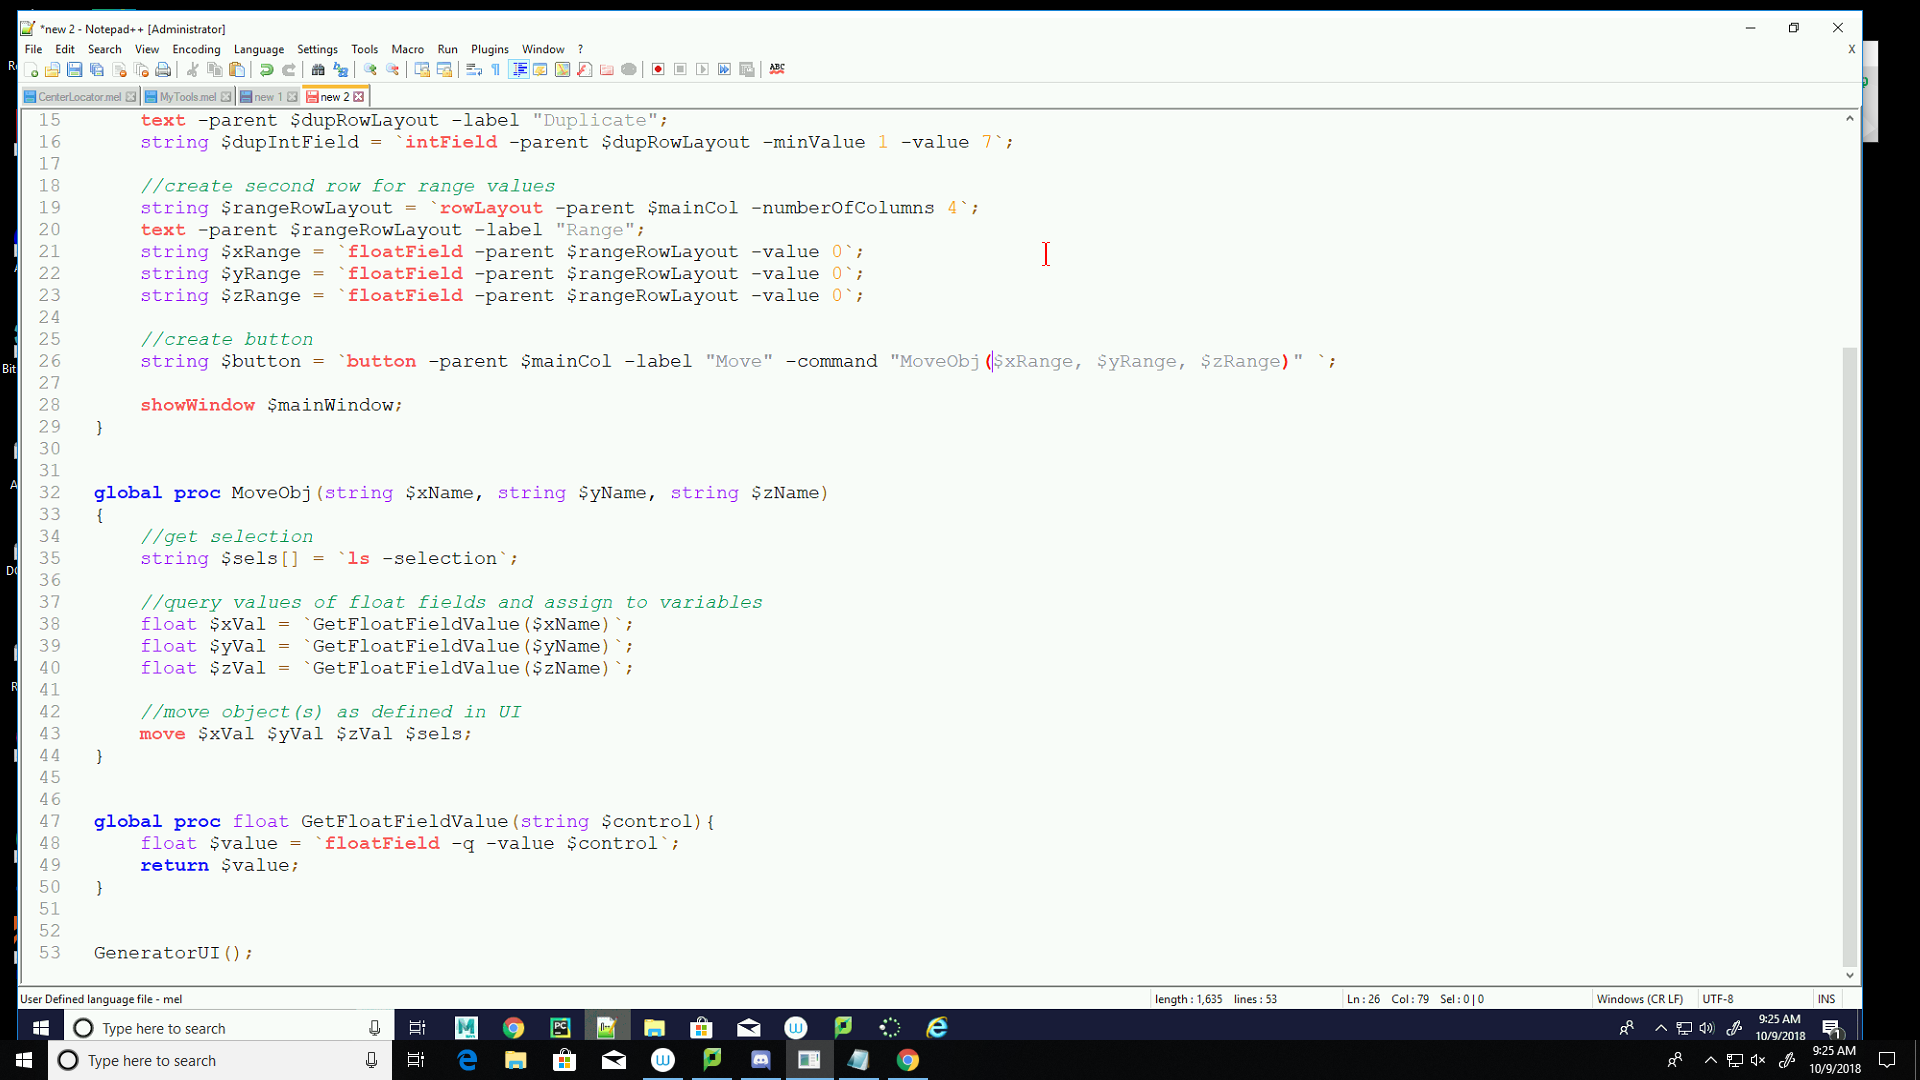 *new 2 - Notepad++ [Administrator]
File Edit Search View Encoding Language Settings Tools Macro Run Plugins Window ? X
CenterLocator.mel MyTools.mel new 1 new 2
15 text -parent $dupRowLayout -label "Duplicate";
16 string $dupIntField = `intField -parent $dupRowLayout -minValue 1 -value 7`;
17
18 //create second row for range values
19 string $rangeRowLayout = `rowLayout -parent $mainCol -numberOfColumns 4`;
20 text -parent $rangeRowLayout -label "Range";
21 string $xRange = `floatField -parent $rangeRowLayout -value 0`;
22 string $yRange = `floatField -parent $rangeRowLayout -value 0`;
23 string $zRange = `floatField -parent $rangeRowLayout -value 0`;
24
25 //create button
26 string $button = `button -parent $mainCol -label "Move" -command "MoveObj($xRange, $yRange, $zRange)" `;
27
28 showWindow $mainWindow;
29 }
30
31
32 global proc MoveObj(string $xName, string $yName, string $zName)
33 {
34 //get selection
35 string $sels[] = `ls -selection`;
36
37 //query values of float fields and assign to variables
38 float $xVal = `GetFloatFieldValue($xName)`;
39 float $yVal = `GetFloatFieldValue($yName)`;
40 float $zVal = `GetFloatFieldValue($zName)`;
41
42 //move object(s) as defined in UI
43 move $xVal $yVal $zVal $sels;
44 }
45
46
47 global proc float GetFloatFieldValue(string $control){
48 float $value = `floatField -q -value $control`;
49 return $value;
50 }
51
52
53 GeneratorUI();
User Defined language file - mel length : 1,635 lines : 53 Ln : 26 Col : 79 Sel : 0 | 0 Windows (CR LF) UTF-8 INS
Type here to search 9:25 AM
10/9/2018 1
Type here to search 9:25 AM
10/9/2018